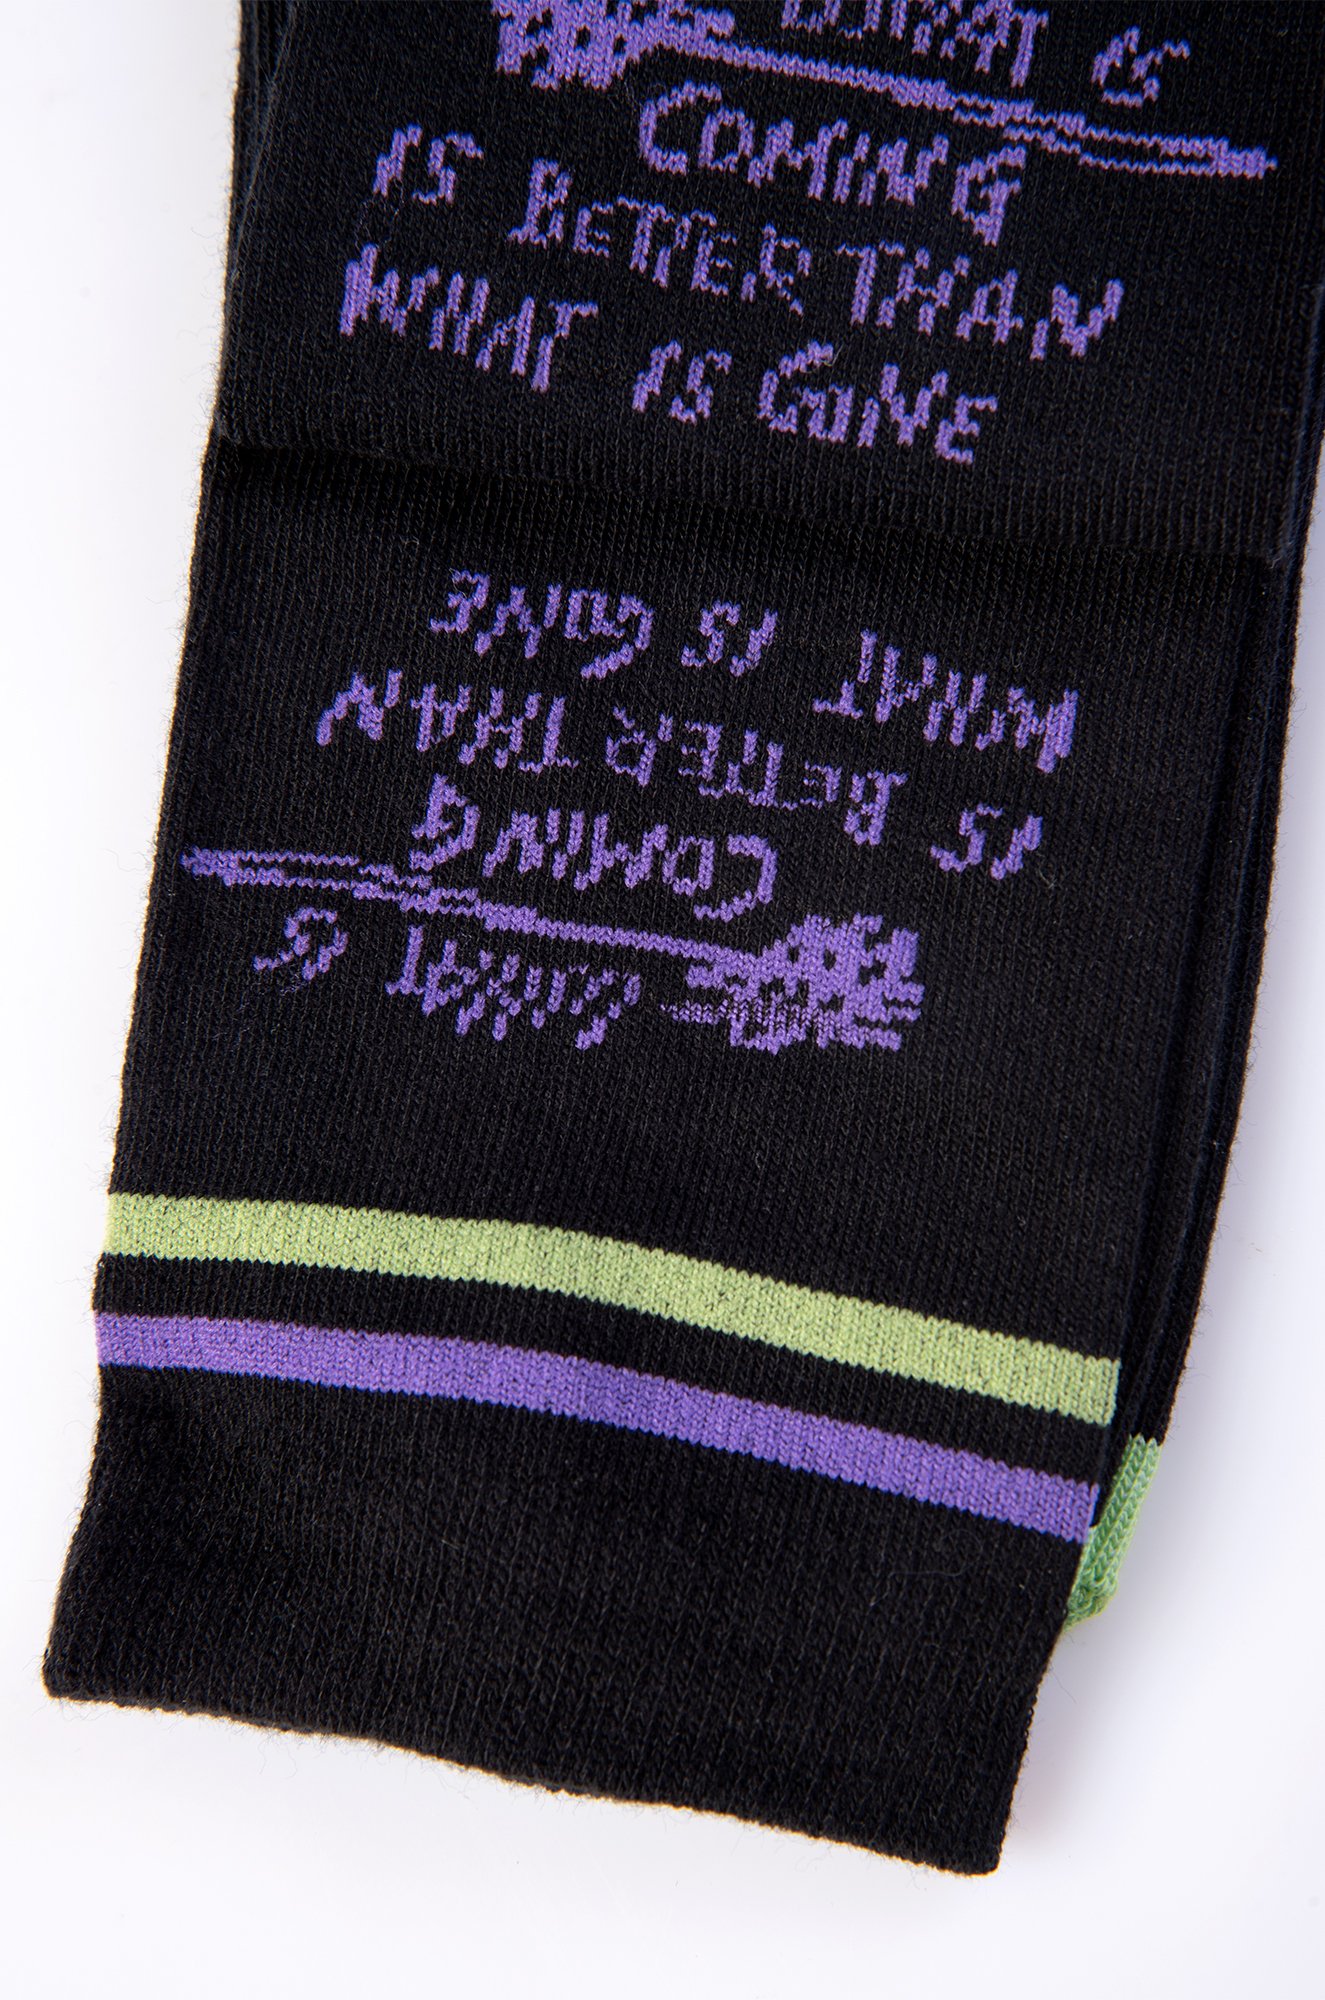 WHAT IS
COMING
IS BETTER THAN
WHAT IS GONE
WHAT IS
COMING
IS BETTER THAN
WHAT IS GONE